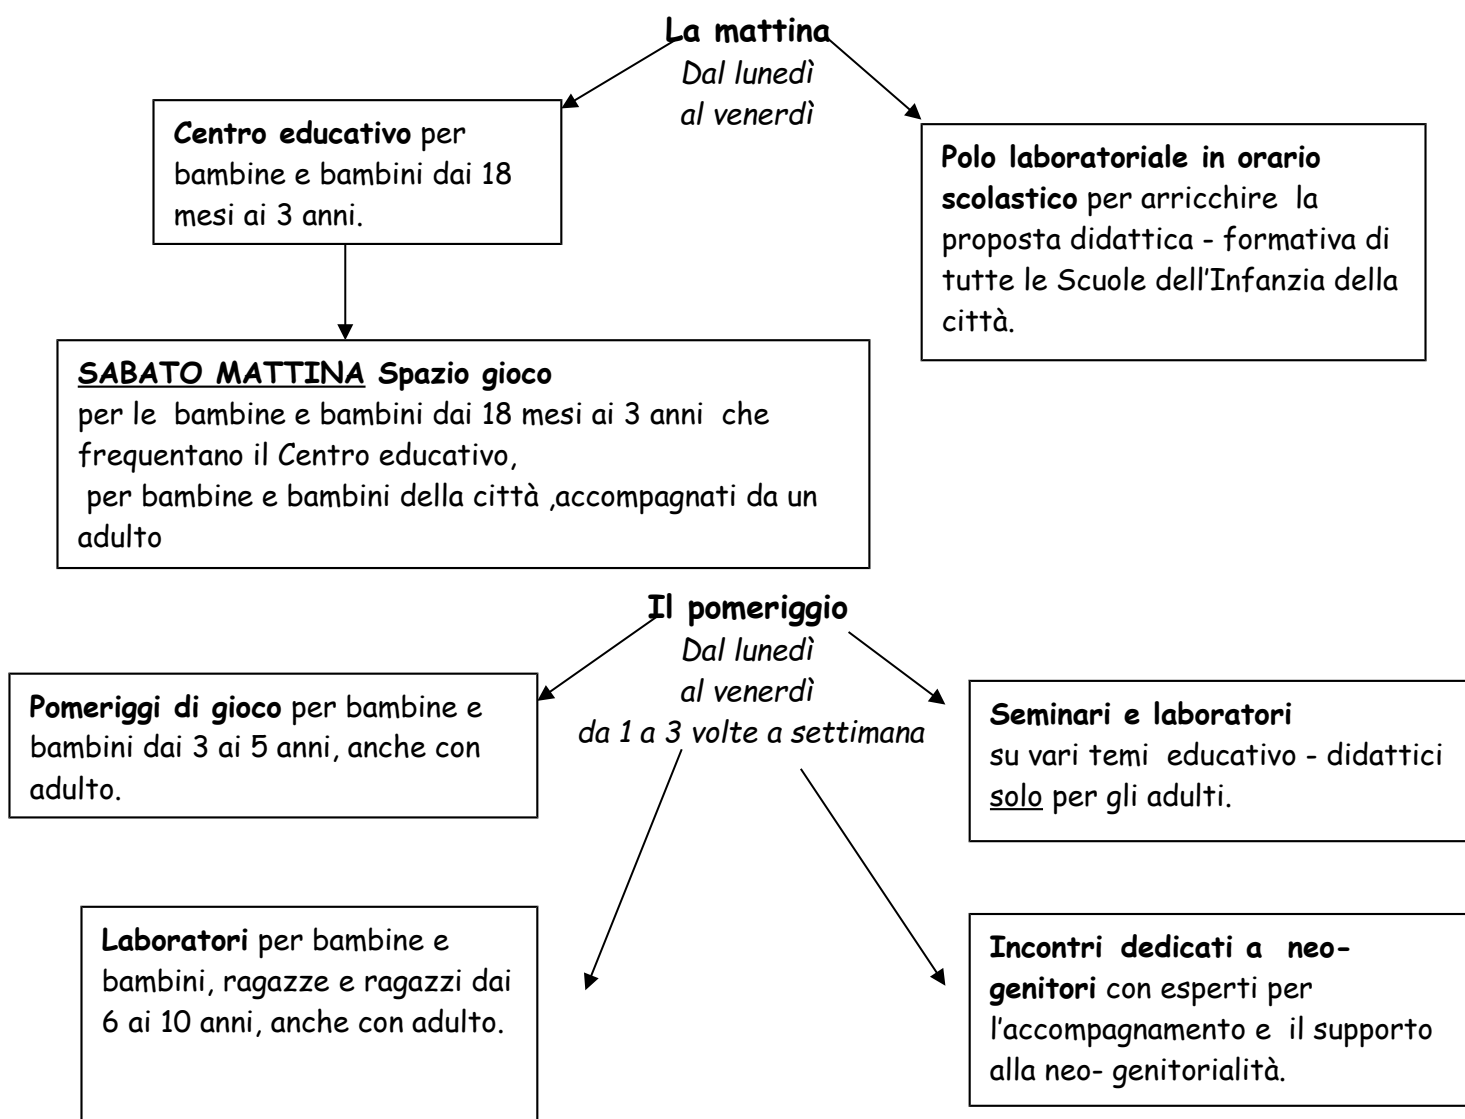 La mattina
Dal lunedì
al venerdì
Centro educativo per
bambine e bambini dai 18
mesi ai 3 anni.
Polo laboratoriale in orario
scolastico per arricchire la
proposta didattica - formativa di
tutte le Scuole dell'Infanzia della
città.
SABATO MATTINA Spazio gioco
per le bambine e bambini dai 18 mesi ai 3 anni che
frequentano il Centro educativo,
per bambine e bambini della città ,accompagnati da un
adulto
Il pomeriggio
Dal lunedì
al venerdì
da 1 a 3 volte a settimana
Pomeriggi di gioco per bambine e
bambini dai 3 ai 5 anni, anche con
adulto.
Seminari e laboratori
su vari temi educativo - didattici
solo per gli adulti.
Laboratori per bambine e
bambini, ragazze e ragazzi dai
6 ai 10 anni, anche con adulto.
Incontri dedicati a neo-
genitori con esperti per
l'accompagnamento e il supporto
alla neo- genitorialità.